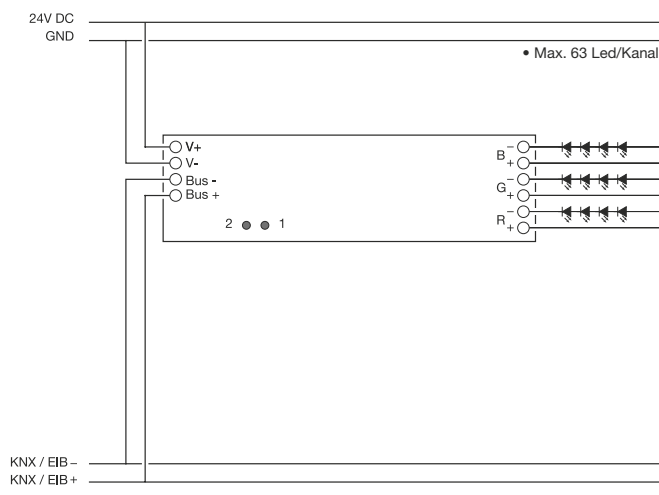 24V DC
GND
• Max. 63 Led/Kanal
V+
V-
Bus -
Bus +
2 1
B - +
G - +
R - +
KNX / EIB -
KNX / EIB +